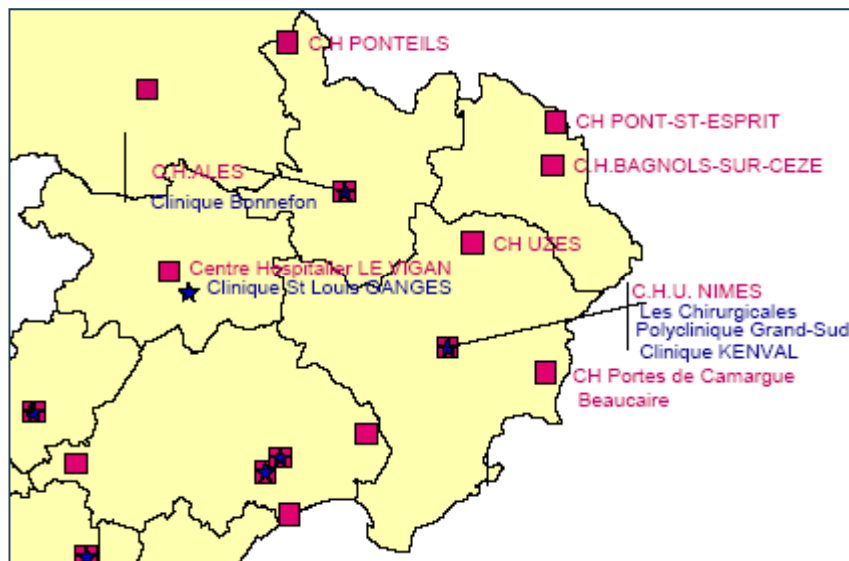 C.H PONTEILS
CH PONT-ST-ESPRIT
C.H.BAGNOLS-SUR-CEZE
C.H.ALES
Clinique Bonnefon
CH UZES
Centre Hospitalier LE VIGAN
Clinique St Louis GANGES
C.H.U. NIMES
Les Chirurgicales
Polyclinique Grand-Sud
Clinique KENVAL
CH Portes de Camargue
Beaucaire